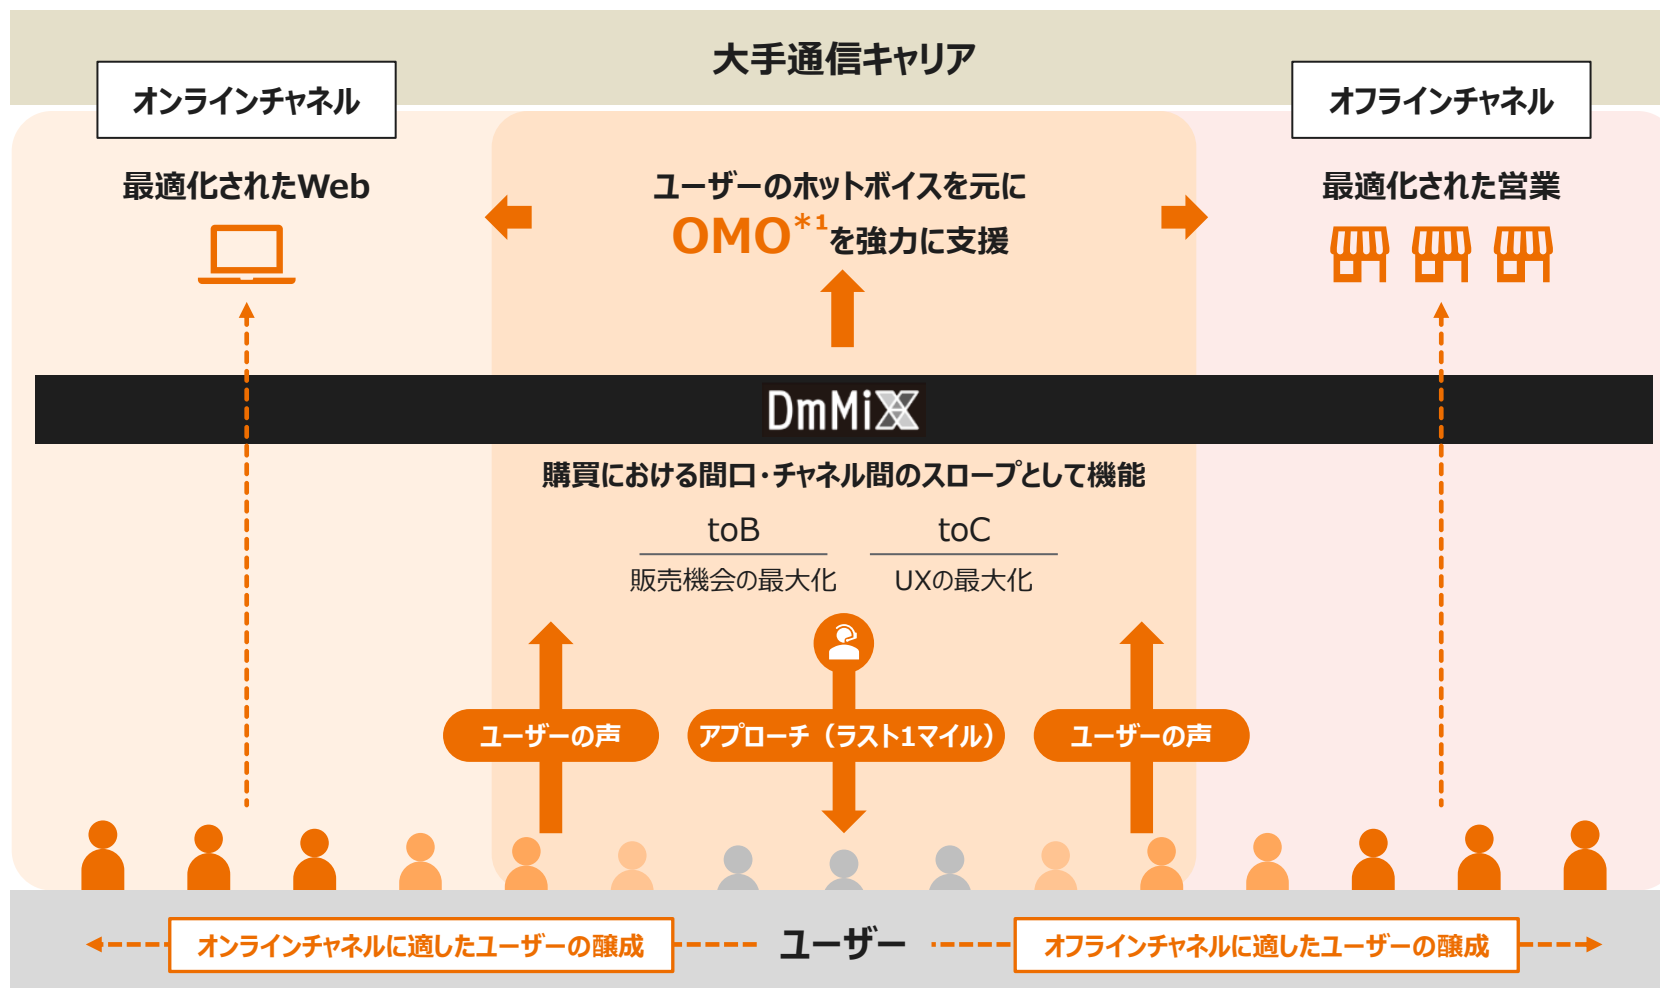 大手通信キャリア
オンラインチャネル
オフラインチャネル
最適化されたWeb
ユーザーのホットボイスを元に
OMO*1を強力に支援
最適化された営業
DmMiX
購買における間口・チャネル間のスロープとして機能
toB
toC
販売機会の最大化
UXの最大化
ユーザーの声
アプローチ（ラスト1マイル）
ユーザーの声
オンラインチャネルに適したユーザーの醸成
ユーザー
オフラインチャネルに適したユーザーの醸成